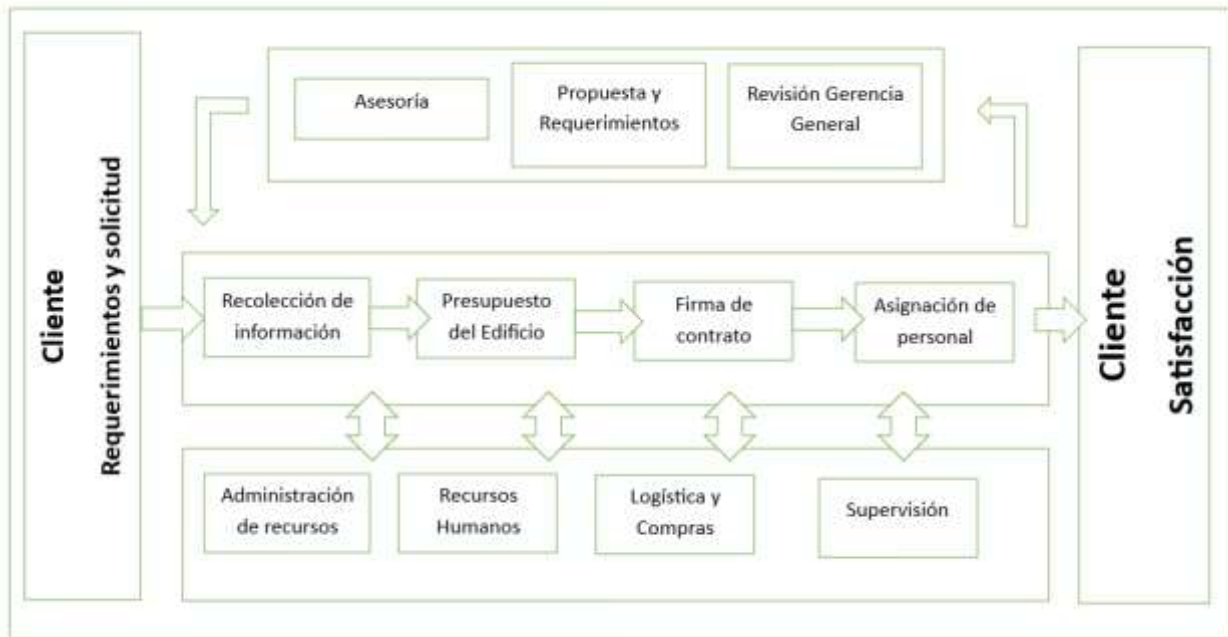 Cliente
Requerimientos y solicitud
Asesoría
Propuesta y
Requerimientos
Revisión Gerencia
General
Recolección de
información
Presupuesto
del Edificio
Firma de
contrato
Asignación de
personal
Administración
de recursos
Recursos
Humanos
Logística y
Compras
Supervisión
Cliente
Satisfacción